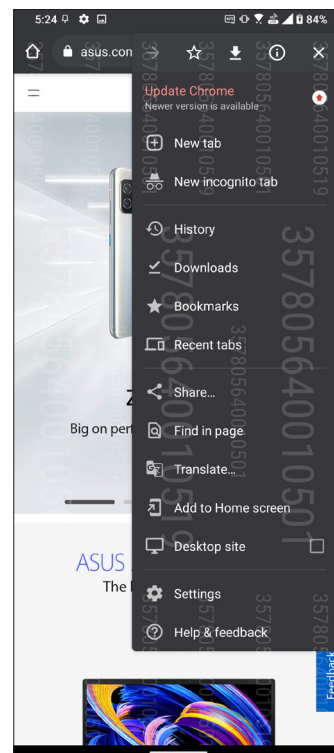 5:24 84%
asus.com
Update Chrome
Newer version is available
New tab
New incognito tab
History
Downloads
Bookmarks
Recent tabs
Share...
Find in page
Translate...
Add to Home screen
Desktop site
Settings
Help & feedback
Z
Big on perf
ASUS
The
Feedback
357805640010519
357805640010501